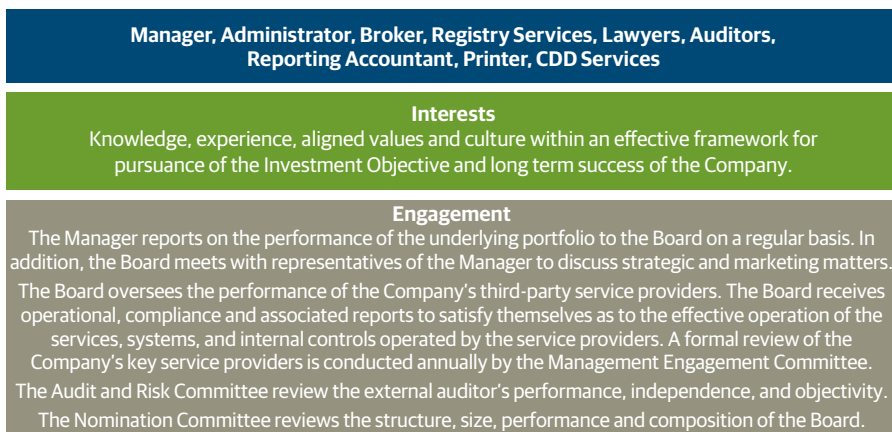 Manager, Administrator, Broker, Registry Services, Lawyers, Auditors,
Reporting Accountant, Printer, CDD Services
Interests
Knowledge, experience, aligned values and culture within an effective framework for
pursuance of the Investment Objective and long term success of the Company.
Engagement
The Manager reports on the performance of the underlying portfolio to the Board on a regular basis. In
addition, the Board meets with representatives of the Manager to discuss strategic and marketing matters.
The Board oversees the performance of the Company's third-party service providers. The Board receives
operational, compliance and associated reports to satisfy themselves as to the effective operation of the
services, systems, and internal controls operated by the service providers. A formal review of the
Company's key service providers is conducted annually by the Management Engagement Committee.
The Audit and Risk Committee review the external auditor's performance, independence, and objectivity.
The Nomination Committee reviews the structure, size, performance and composition of the Board.